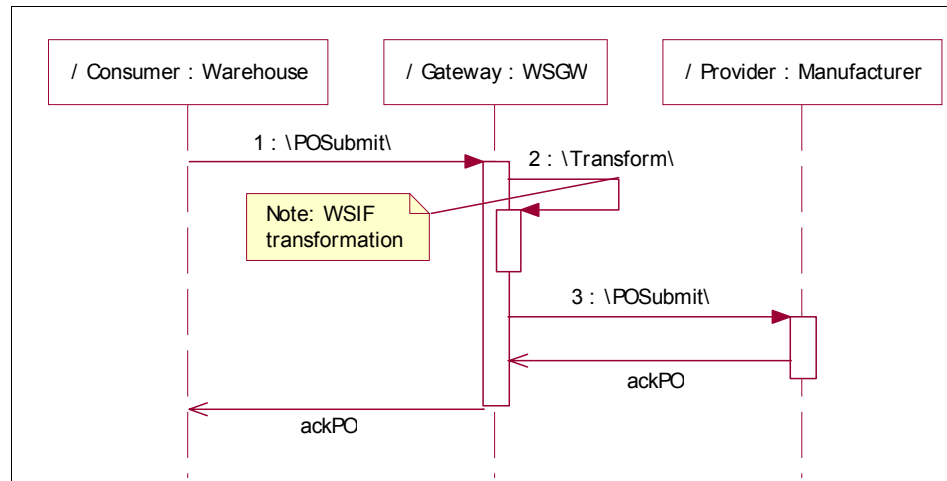 / Consumer : Warehouse
/ Gateway : WSGW
/ Provider : Manufacturer
1 : \POSubmit\
2 : \Transform\
Note: WSIF
transformation
3 : \POSubmit\
ackPO
ackPO